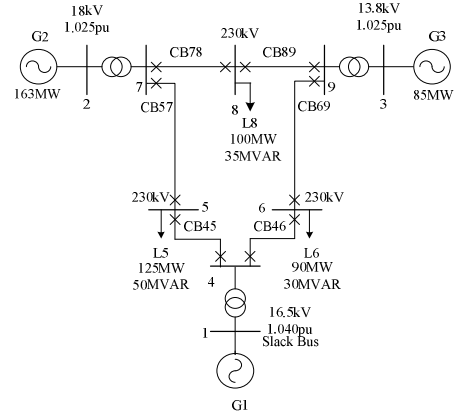 18kV
1.025pu
G2
163MW
2
7
CB78
CB57
230kV
8
CB89
L8
100MW
35MVAR
13.8kV
1.025pu
G3
85MW
3
9
CB69
230kV
5
CB45
L5
125MW
50MVAR
6
230kV
CB46
L6
90MW
30MVAR
4
16.5kV
1
1.040pu
Slack Bus
G1